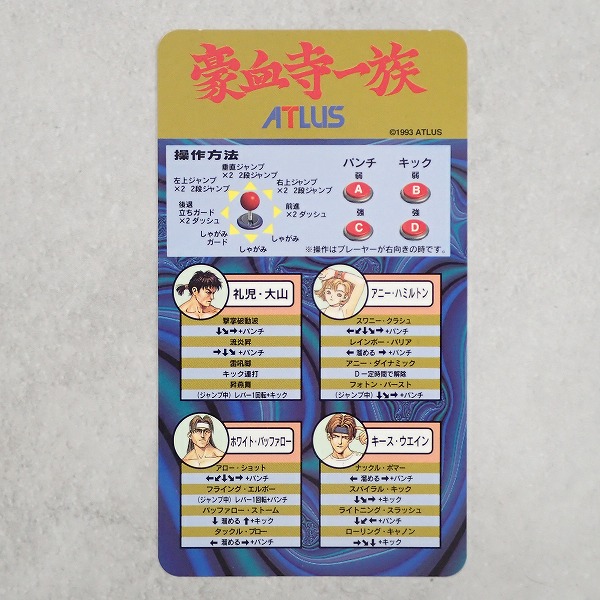 豪血寺一族
ATLUS
©1993 ATLUS
操作方法
垂直ジャンプ
×2 2段ジャンプ
左上ジャンプ
×2 2段ジャンプ
右上ジャンプ
×2 2段ジャンプ
後退
立ちガード
×2ダッシュ
前進
×2ダッシュ
しゃがみ
ガード
しゃがみ
しゃがみ
パンチ
キック
弱
弱
A
B
強
強
C
D
※操作はプレーヤーが右向きの時です。
礼児・大山
撃掌破動波
↓↘→+パンチ
流炎昇
→↓↘+パンチ
雷吼脚
キック連打
昇鳥舞
(ジャンプ中)レバー1回転+キック
アニー・ハミルトン
スワニー・クラッシュ
←↙↓↘→+パンチ
レインボー・バリア
← 溜める →+パンチ
アニー・ダイナミック
D一定時間で解除
フォトン・バースト
(ジャンプ中)↓↘→+パンチ
ホワイト・バッファロー
アロー・ショット
←↙↓↘→+パンチ
フライング・エルボー
(ジャンプ中)レバー1回転+パンチ
バッファロー・ストーム
↓ 溜める ↑+キック
タックル・ブロー
← 溜める →+パンチ
キース・ウエイン
ナックル・ボマー
← 溜める →+パンチ
スパイラル・キック
↓↘→+キック
ライトニング・スラッシュ
↓↙←+パンチ
ローリング・キャノン
→↘↓+キック